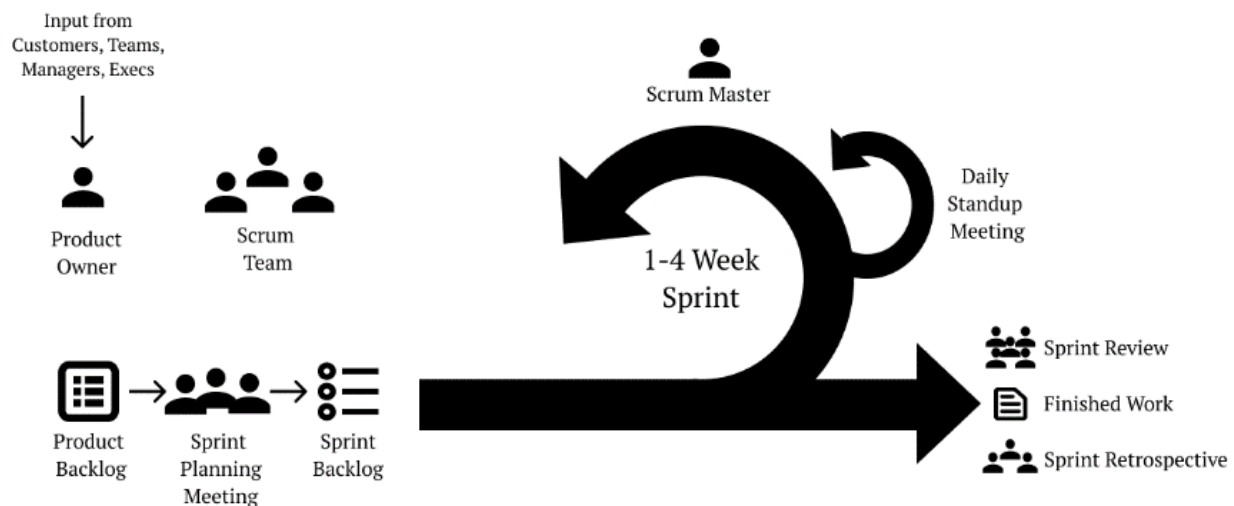 Input from
Customers, Teams,
Managers, Execs
Product
Owner
Scrum
Team
Scrum Master
1-4 Week
Sprint
Daily
Standup
Meeting
Product
Backlog
Sprint
Planning
Meeting
Sprint
Backlog
Sprint Review
Finished Work
Sprint Retrospective